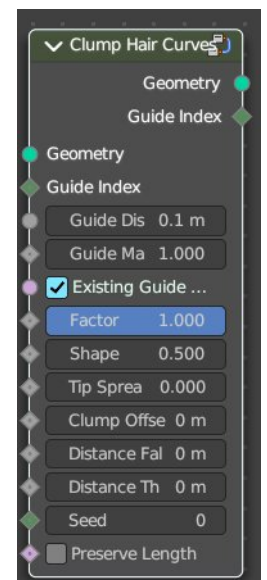 Clump Hair Curves
Geometry
Guide Index
Geometry
Guide Index
Guide Dis 0.1 m
Guide Ma 1.000
Existing Guide ...
Factor 1.000
Shape 0.500
Tip Sprea 0.000
Clump Offse 0 m
Distance Fal 0 m
Distance Th 0 m
Seed 0
Preserve Length